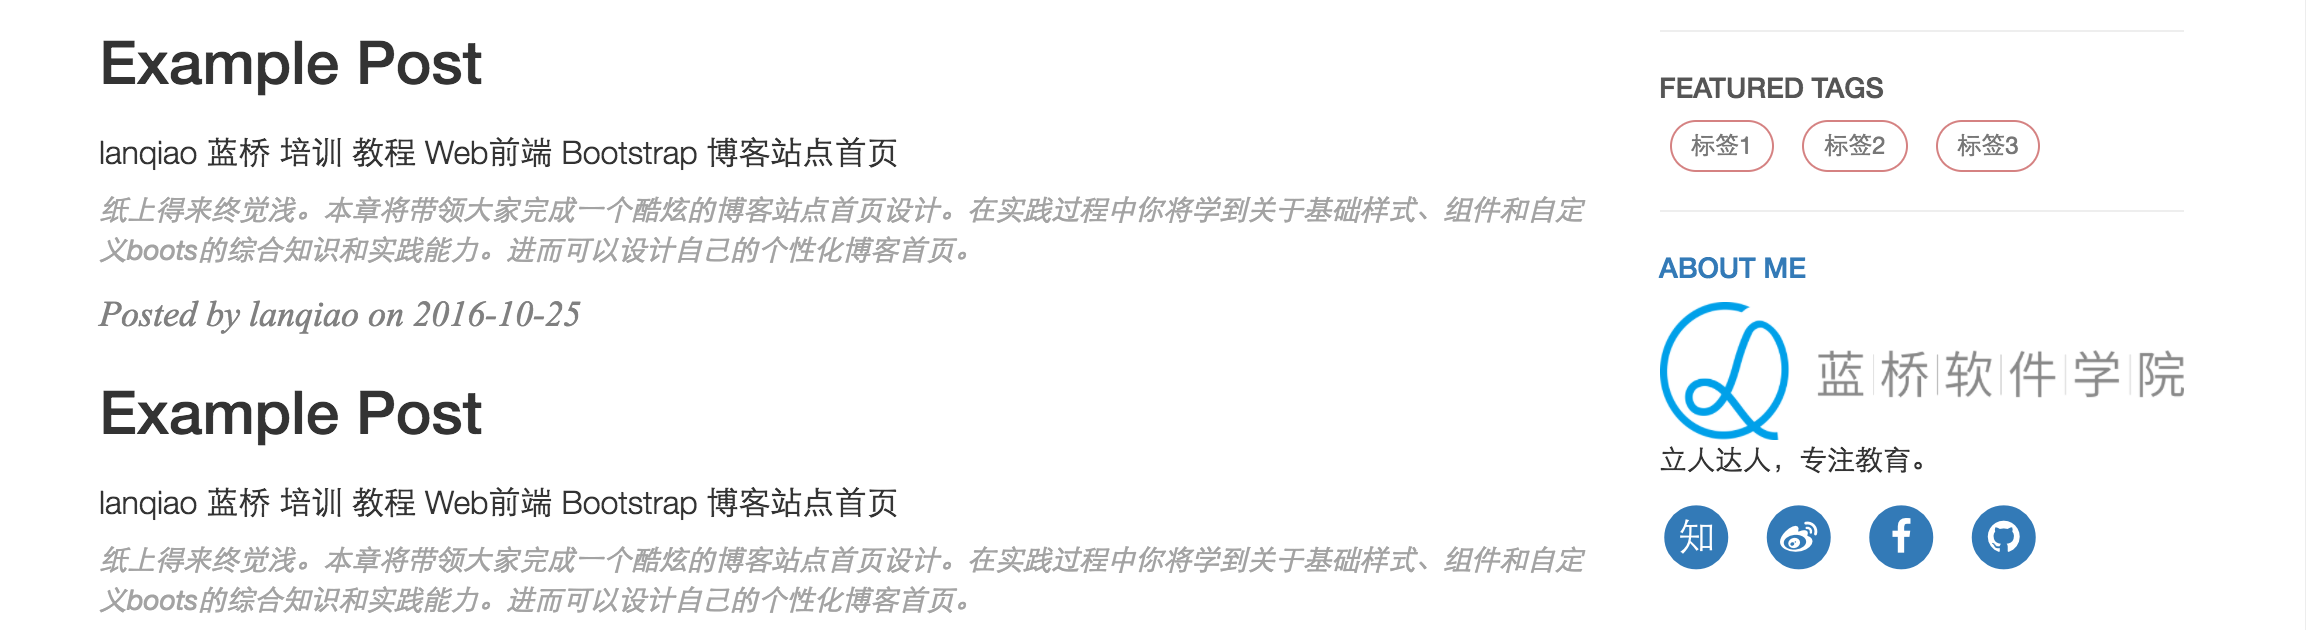 Example Post
lanqiao 蓝桥 培训 教程 Web前端 Bootstrap 博客站点首页
纸上得来终觉浅。本章将带领大家完成一个酷炫的博客站点首页设计。在实践过程中你将学到关于基础样式、组件和自定
义boots的综合知识和实践能力。进而可以设计自己的个性化博客首页。
Posted by lanqiao on 2016-10-25
Example Post
lanqiao 蓝桥 培训 教程 Web前端 Bootstrap 博客站点首页
纸上得来终觉浅。本章将带领大家完成一个酷炫的博客站点首页设计。在实践过程中你将学到关于基础样式、组件和自定
义boots的综合知识和实践能力。进而可以设计自己的个性化博客首页。
FEATURED TAGS
标签1 标签2 标签3
ABOUT ME
蓝桥软件学院
立人达人，专注教育。
知